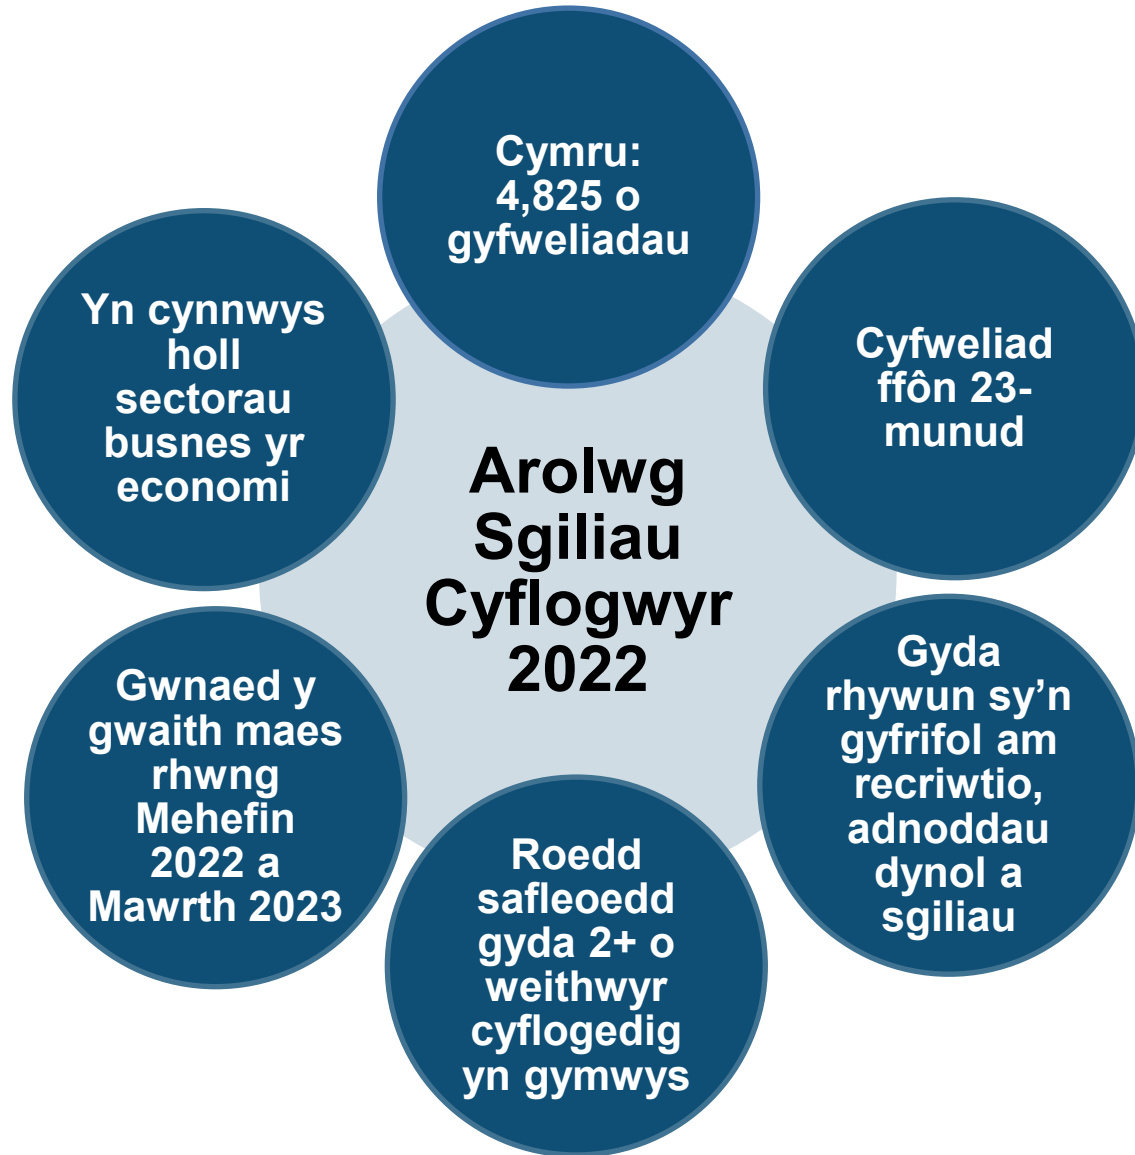 Arolwg
Sgiliau
Cyflogwyr
2022
Cymru:
4,825 o
gyfweliadau
Cyfweliad
ffôn 23-
munud
Gyda
rhywun sy’n
gyfrifol am
recriwtio,
adnoddau
dynol a
sgiliau
Roedd
safleoedd
gyda 2+ o
weithwyr
cyflogedig
yn gymwys
Gwnaed y
gwaith maes
rhwng
Mehefin
2022 a
Mawrth 2023
Yn cynnwys
holl
sectorau
busnes yr
economi